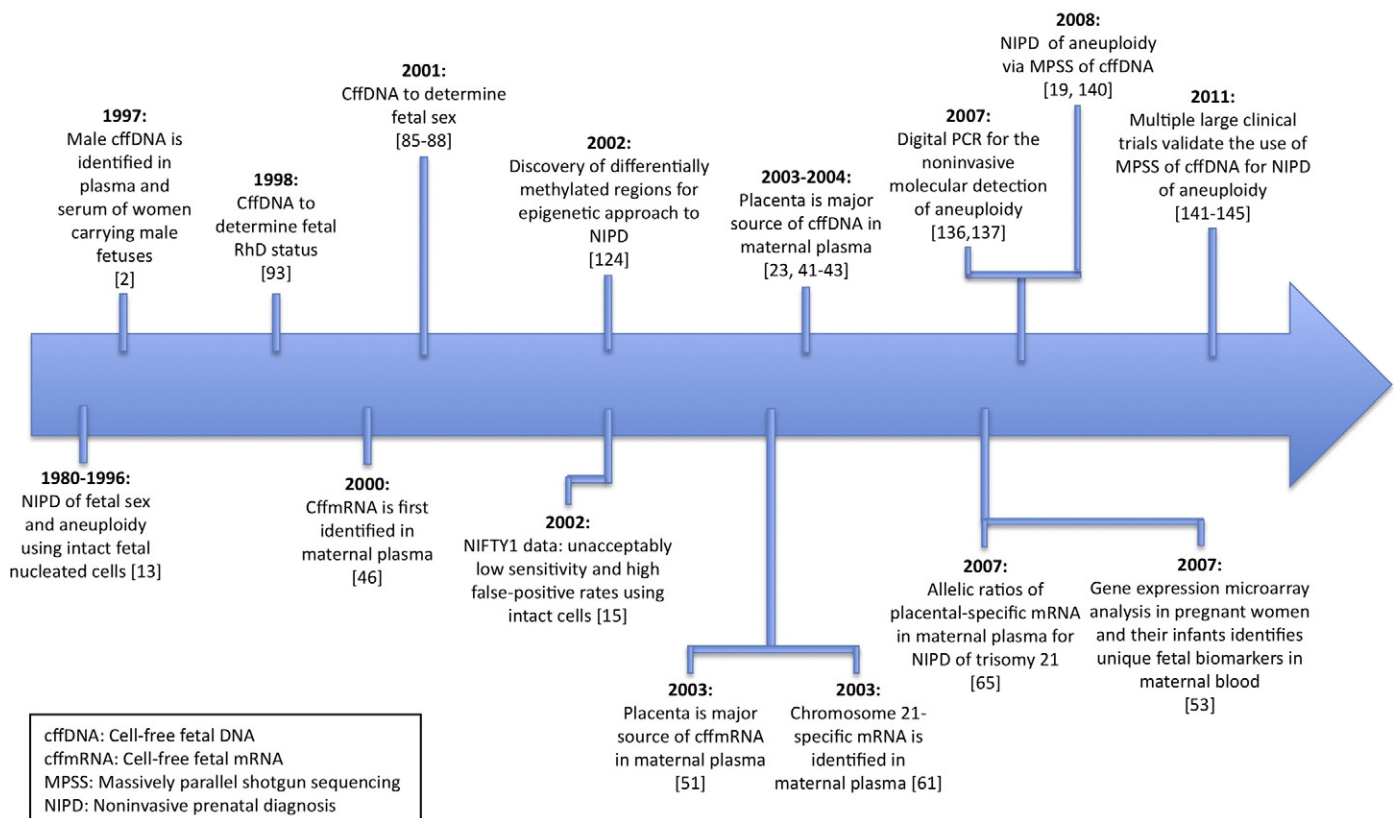 1997:
Male cffDNA is
identified in
plasma and
serum of women
carrying male
fetuses
[2]
1998:
CffDNA to
determine fetal
RhD status
[93]
2001:
CffDNA to determine
fetal sex
[85-88]
2002:
Discovery of differentially
methylated regions for
epigenetic approach to
NIPD
[124]
2003-2004:
Placenta is major
source of cffDNA in
maternal plasma
[23, 41-43]
2007:
Digital PCR for the
noninvasive
molecular detection
of aneuploidy
[136,137]
2008:
NIPD of aneuploidy
via MPSS of cffDNA
[19, 140]
2011:
Multiple large clinical
trials validate the use of
MPSS of cffDNA for NIPD
of aneuploidy
[141-145]
1980-1996:
NIPD of fetal sex
and aneuploidy
using intact fetal
nucleated cells [13]
2000:
CffmRNA is first
identified in
maternal plasma
[46]
2002:
NIFTY1 data: unacceptably
low sensitivity and high
false-positive rates using
intact cells [15]
2003:
Placenta is major
source of cffmRNA
in maternal plasma
[51]
2003:
Chromosome 21-
specific mRNA is
identified in
maternal plasma [61]
2007:
Allelic ratios of
placental-specific mRNA
in maternal plasma for
NIPD of trisomy 21
[65]
2007:
Gene expression microarray
analysis in pregnant women
and their infants identifies
unique fetal biomarkers in
maternal blood
[53]
cffDNA: Cell-free fetal DNA
cffmRNA: Cell-free fetal mRNA
MPSS: Massively parallel shotgun sequencing
NIPD: Noninvasive prenatal diagnosis